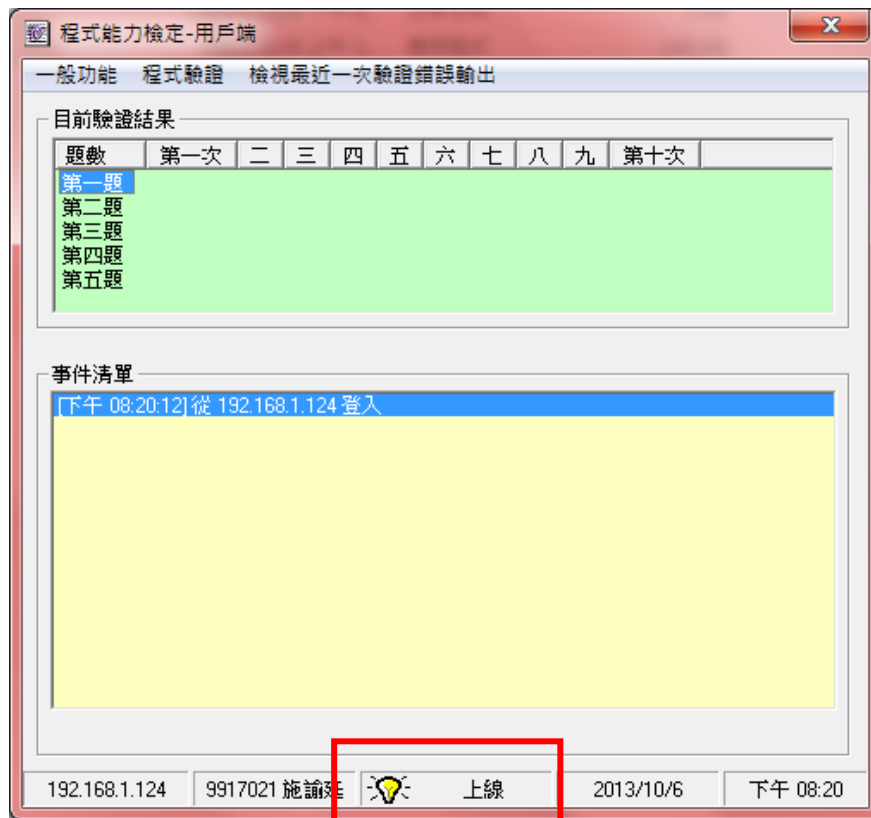 程式能力檢定-用戶端
一般功能 程式驗證 檢視最近一次驗證錯誤輸出
目前驗證結果
題數 第一次 二 三 四 五 六 七 八 九 第十次
第一題
第二題
第三題
第四題
第五題
事件清單
[下午 08:20:12] 從 192.168.1.124 登入
192.168.1.124 9917021 施諭延 上線 2013/10/6 下午 08:20